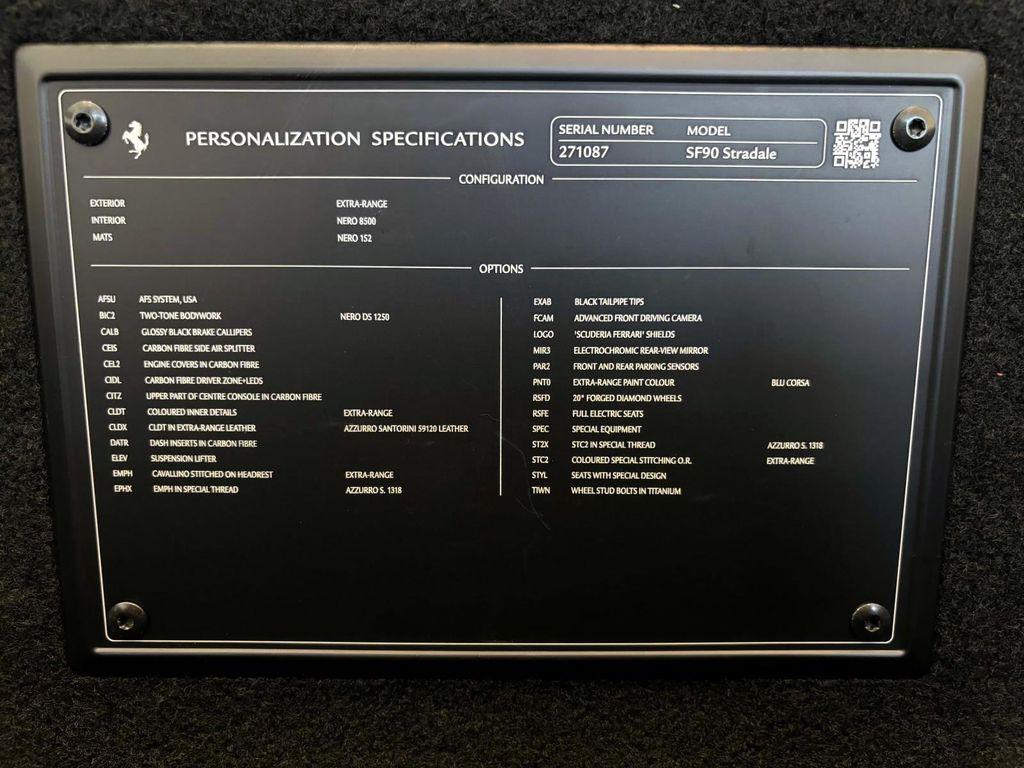 PERSONALIZATION SPECIFICATIONS
SERIAL NUMBER MODEL
271087 SF90 Stradale
CONFIGURATION
EXTERIOR EXTRA-RANGE
INTERIOR NERO 8500
MATS NERO 152
OPTIONS
AFSU AFS SYSTEM, USA
BIC2 TWO-TONE BODYWORK NERO DS 1250
CALB GLOSSY BLACK BRAKE CALLIPERS
CEIS CARBON FIBRE SIDE AIR SPLITTER
CEL2 ENGINE COVERS IN CARBON FIBRE
CIDL CARBON FIBRE DRIVER ZONE+LEDS
CITZ UPPER PART OF CENTRE CONSOLE IN CARBON FIBRE
CLDT COLOURED INNER DETAILS EXTRA-RANGE
CLDX CLDT IN EXTRA-RANGE LEATHER AZZURRO SANTORINI 59120 LEATHER
DATR DASH INSERTS IN CARBON FIBRE
ELEV SUSPENSION LIFTER
EMPH CAVALLINO STITCHED ON HEADREST EXTRA-RANGE
EPHX EMPH IN SPECIAL THREAD AZZURRO S. 1318
EXAB BLACK TAILPIPE TIPS
FCAM ADVANCED FRONT DRIVING CAMERA
LOGO 'SCUDERIA FERRARI' SHIELDS
MIR3 ELECTROCHROMIC REAR-VIEW MIRROR
PAR2 FRONT AND REAR PARKING SENSORS
PNT0 EXTRA-RANGE PAINT COLOUR BLU CORSA
RSFD 20" FORGED DIAMOND WHEELS
RSFE FULL ELECTRIC SEATS
SPEC SPECIAL EQUIPMENT
ST2X STC2 IN SPECIAL THREAD AZZURRO S. 1318
STC2 COLOURED SPECIAL STITCHING O.R. EXTRA-RANGE
STYL SEATS WITH SPECIAL DESIGN
TIWN WHEEL STUD BOLTS IN TITANIUM